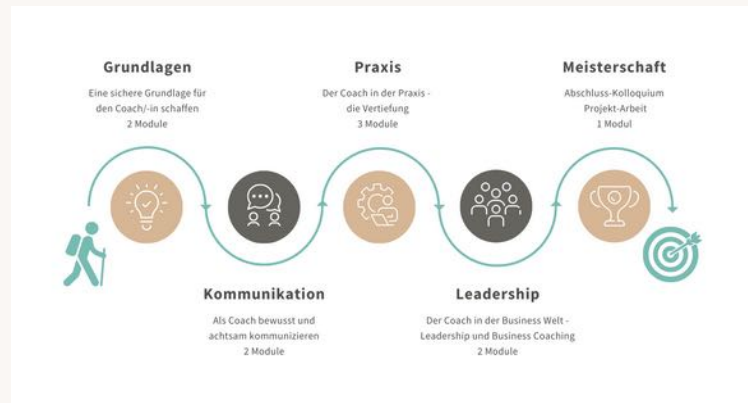 Grundlagen
Eine sichere Grundlage für
den Coach/-in schaffen
2 Module
Kommunikation
Als Coach bewusst und
achtsam kommunizieren
2 Module
Praxis
Der Coach in der Praxis -
die Vertiefung
3 Module
Leadership
Der Coach in der Business Welt -
Leadership und Business Coaching
2 Module
Meisterschaft
Abschluss-Kolloquium
Projekt-Arbeit
1 Modul